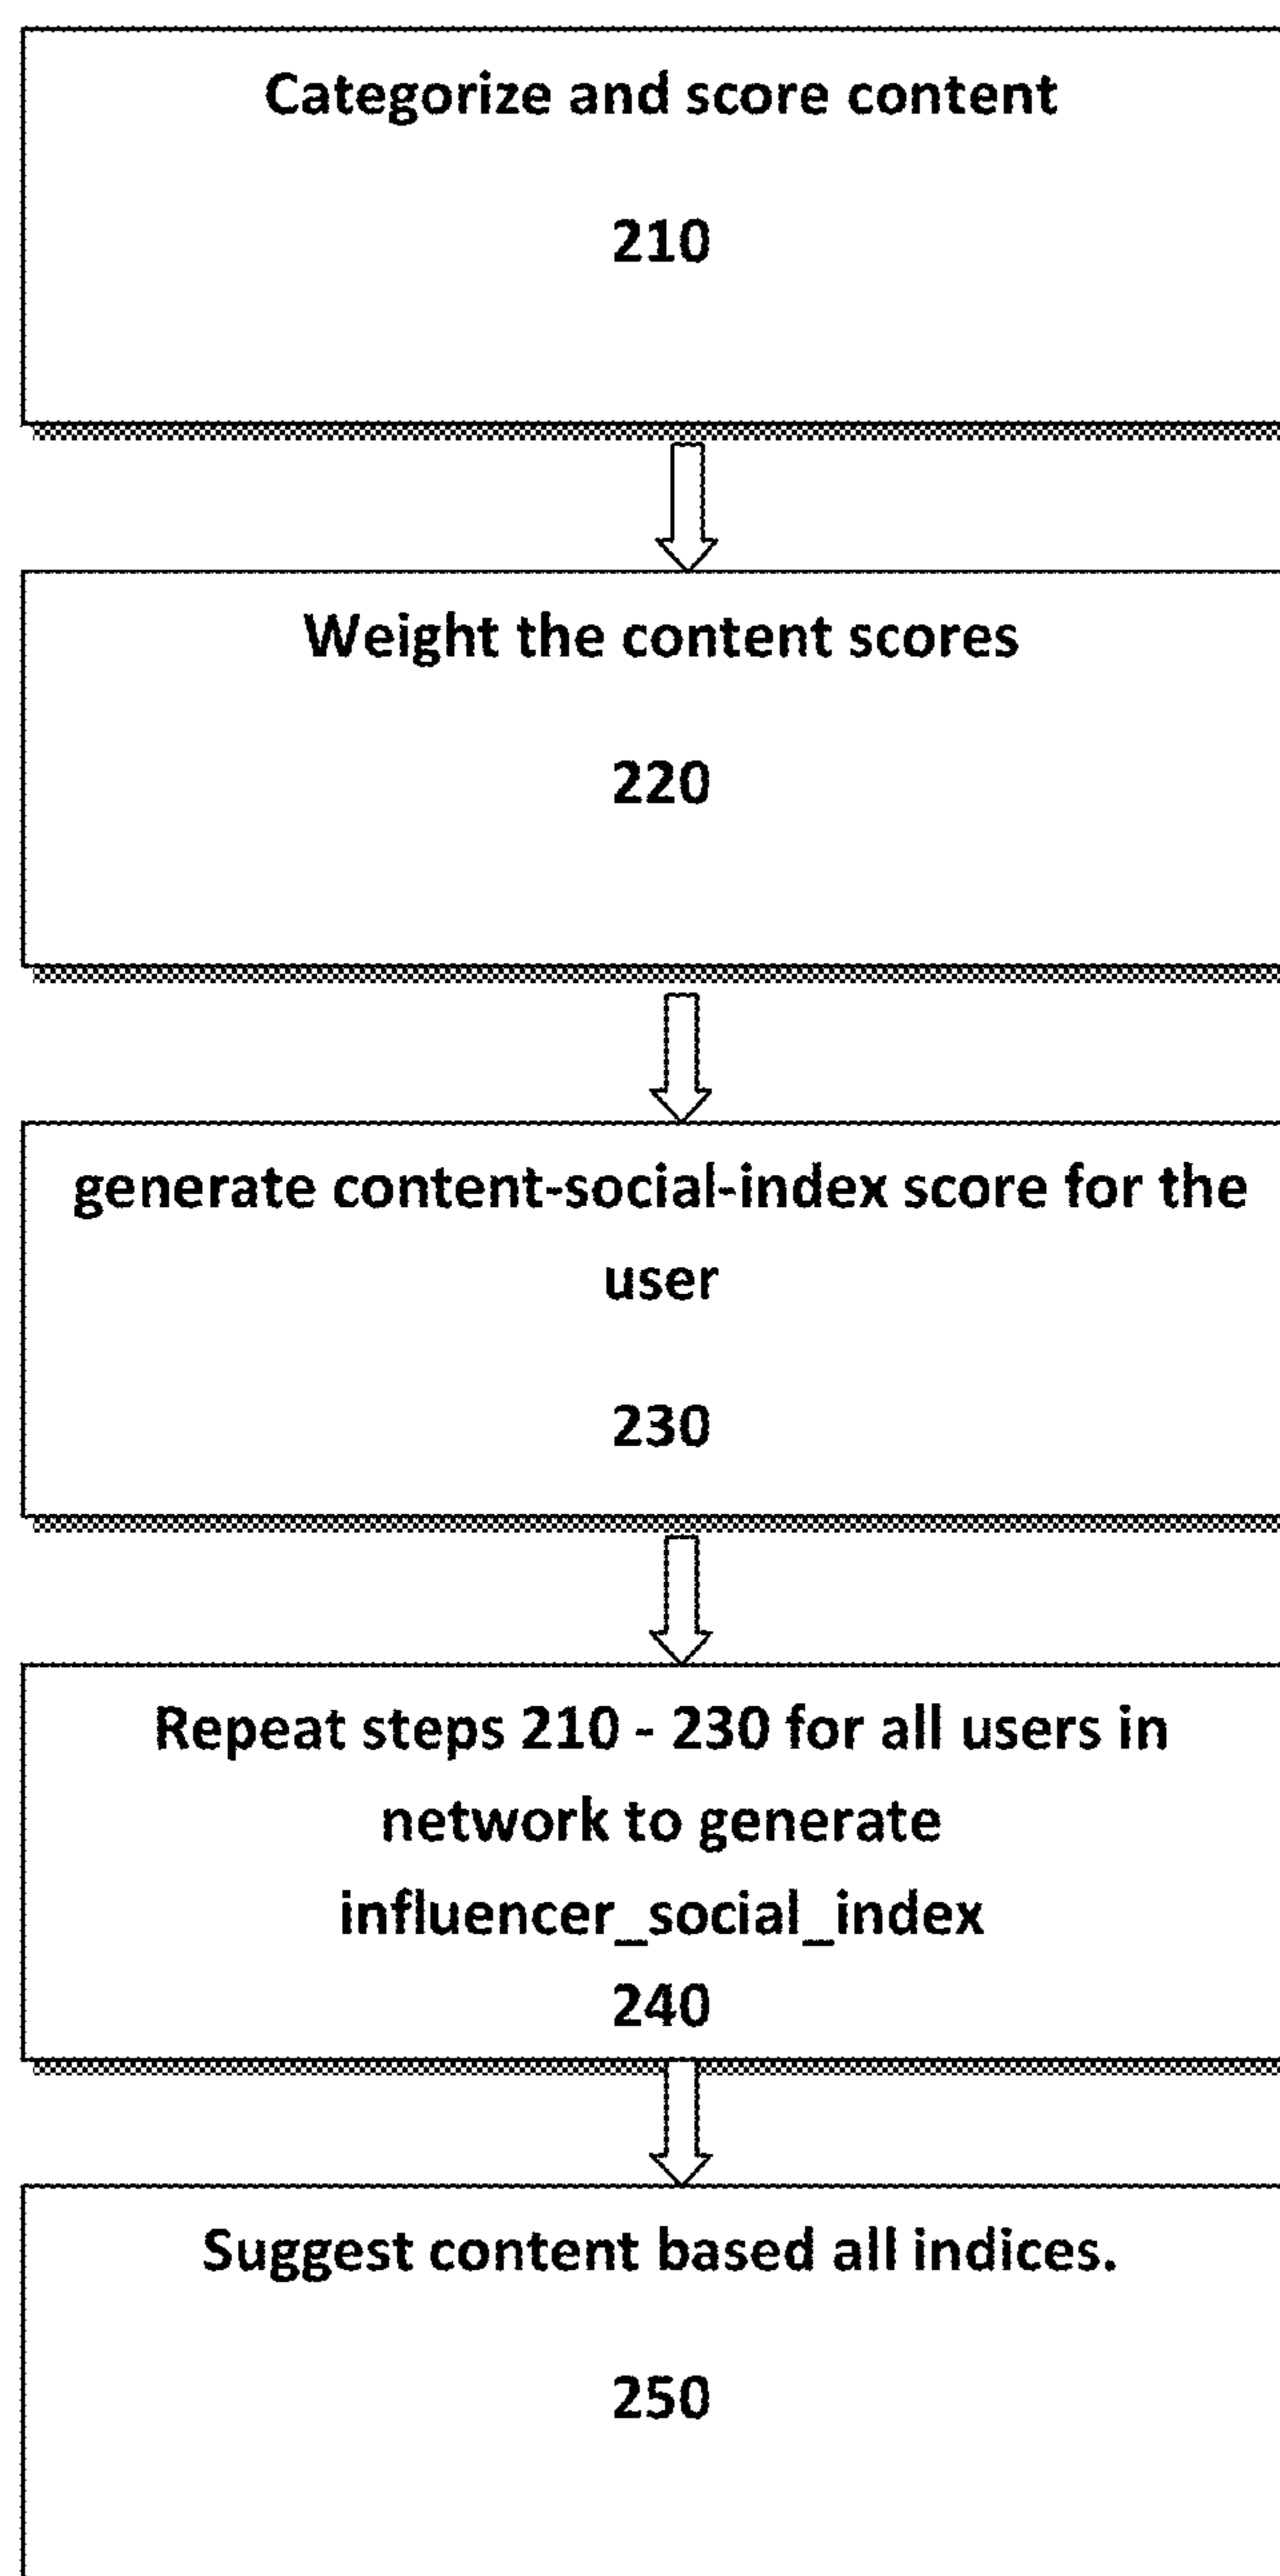 Categorize and score content
210
Weight the content scores
220
generate content-social-index score for the
user
230
Repeat steps 210 - 230 for all users in
network to generate
influencer_social_index
240
Suggest content based all indices.
250